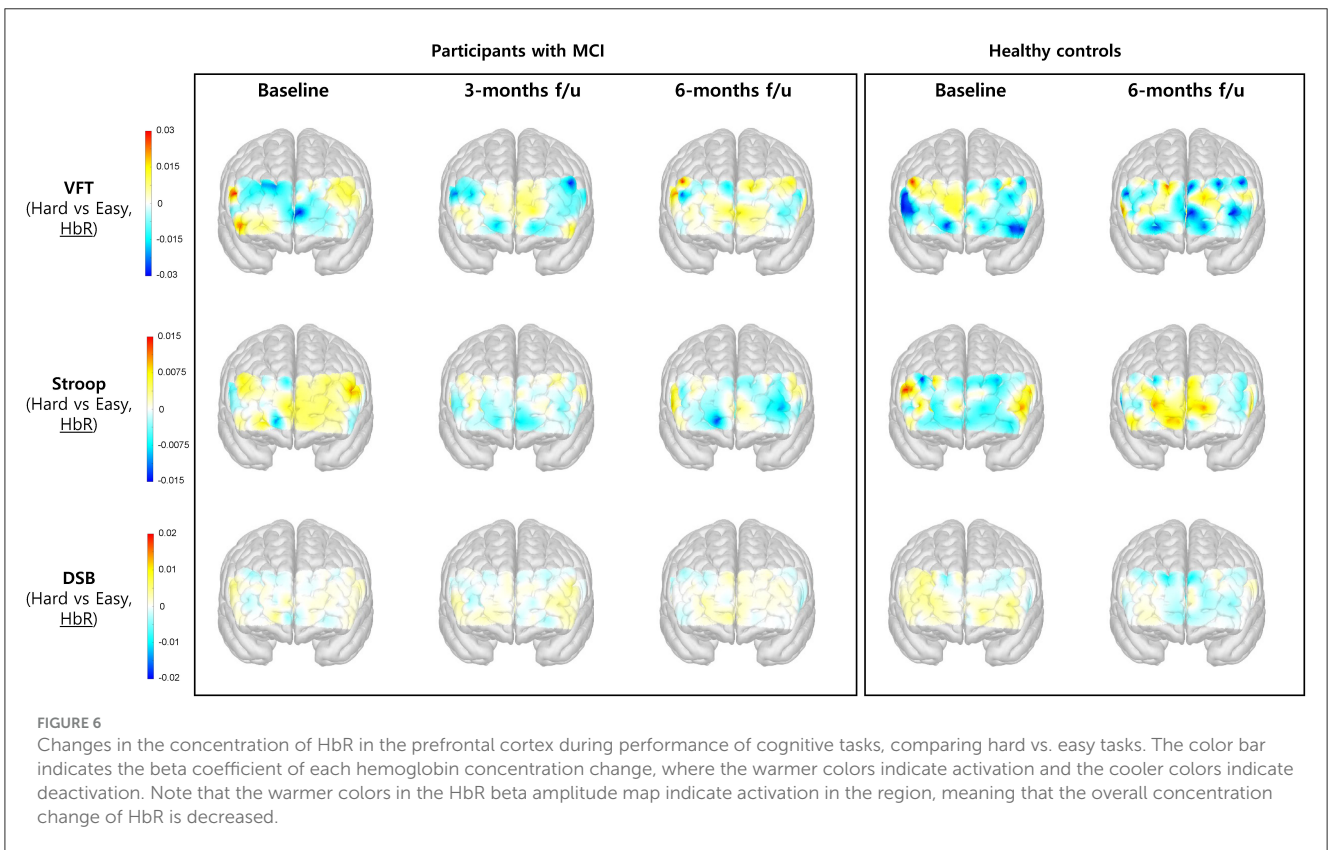 Participants with MCI
Healthy controls
Baseline
3-months f/u
6-months f/u
Baseline
6-months f/u
VFT
(Hard vs Easy,
HbR)
0.03
0.015
0
-0.015
-0.03
Stroop
(Hard vs Easy,
HbR)
0.015
0.0075
0
-0.0075
-0.015
DSB
(Hard vs Easy,
HbR)
0.02
0.01
0
-0.01
-0.02
FIGURE 6
Changes in the concentration of HbR in the prefrontal cortex during performance of cognitive tasks, comparing hard vs. easy tasks. The color bar
indicates the beta coefficient of each hemoglobin concentration change, where the warmer colors indicate activation and the cooler colors indicate
deactivation. Note that the warmer colors in the HbR beta amplitude map indicate activation in the region, meaning that the overall concentration
change of HbR is decreased.